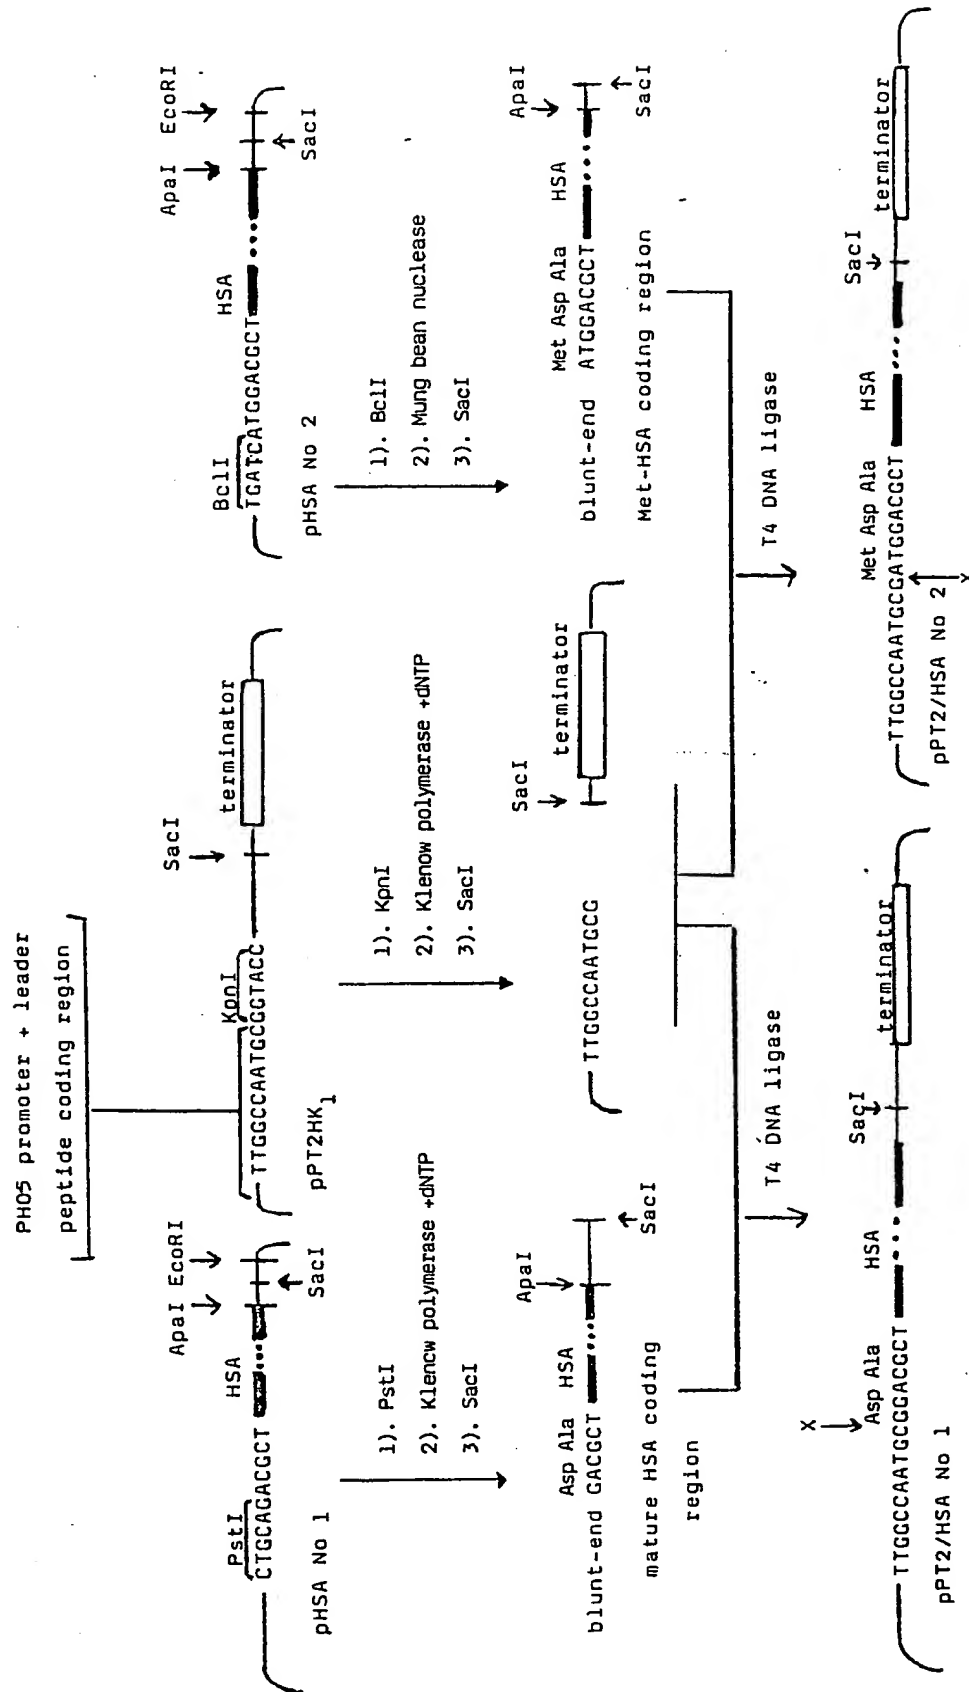 PHO5 promoter + leader
peptide coding region
ApaI EcoRI
PstI
HSA
CTGCAGACGCT
SacI
pHSA No 1
KpnI
SacI
terminator
TTGGCCAATGCGGTACC
pPT2HK1
ApaI EcoRI
BclI
HSA
TGATCATGGACGCT
SacI
pHSA No 2
1). PstI
2). Klencw polymerase +dNTP
3). SacI
1). KpnI
2). Klenow polymerase +dNTP
3). SacI
1). BclI
2). Mung bean nuclease
3). SacI
ApaI
Asp Ala HSA
blunt-end GACGCT
SacI
mature HSA coding
region
SacI
terminator
TTGGCCAATGCG
ApaI
Met Asp Ala HSA
blunt-end ATGGACGCT
SacI
Met-HSA coding region
T4 DNA ligase
T4 DNA ligase
X
Asp Ala
HSA
SacI
terminator
TTGGCCAATGCGGACGCT
pPT2/HSA No 1
Met Asp Ala
HSA
SacI
terminator
TTGGCCAATGCGATGGACGCT
pPT2/HSA No 2
X